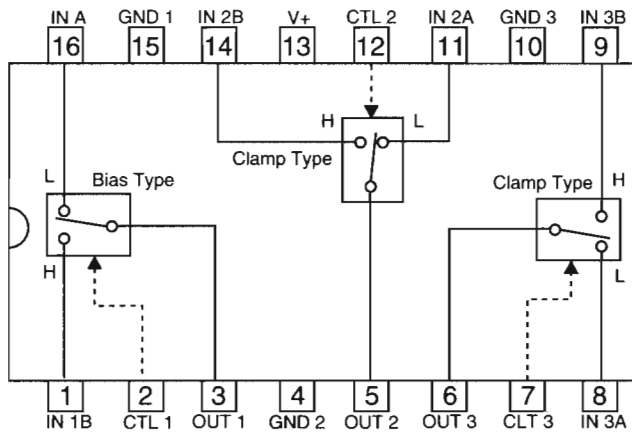 IN A GND 1 IN 2B V+ CTL 2 IN 2A GND 3 IN 3B
16 15 14 13 12 11 10 9
H L
Clamp Type
L Bias Type
Clamp Type H
H
L
1 2 3 4 5 6 7 8
IN 1B CTL 1 OUT 1 GND 2 OUT 2 OUT 3 CLT 3 IN 3A